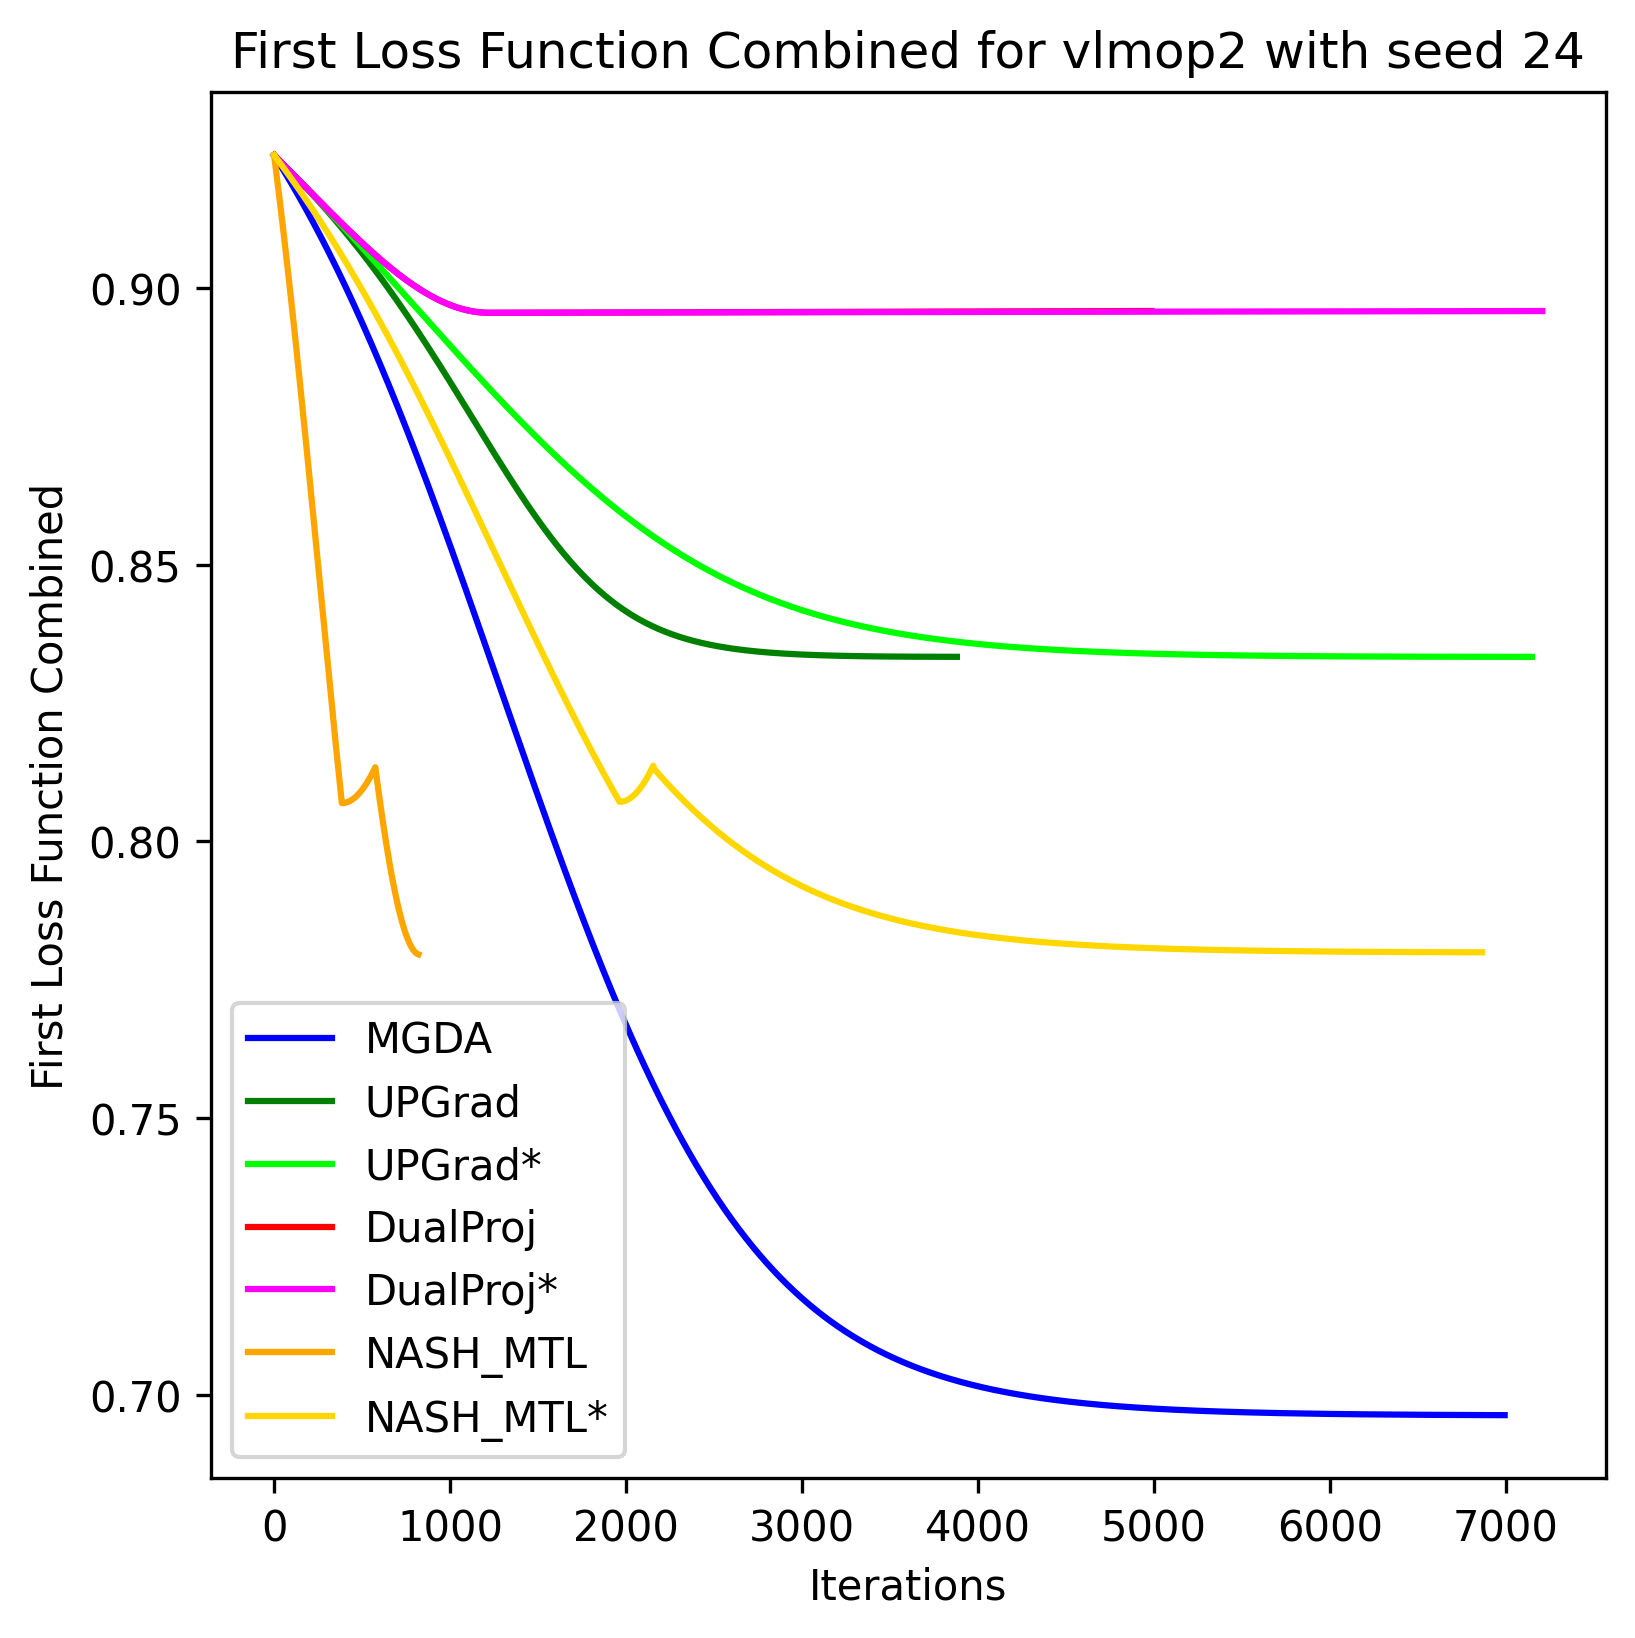 First Loss Function Combined for vlmop2 with seed 24
First Loss Function Combined
0.90
0.85
0.80
0.75
0.70
MGDA
UPGrad
UPGrad*
DualProj
DualProj*
NASH_MTL
NASH_MTL*
0 1000 2000 3000 4000 5000 6000 7000
Iterations